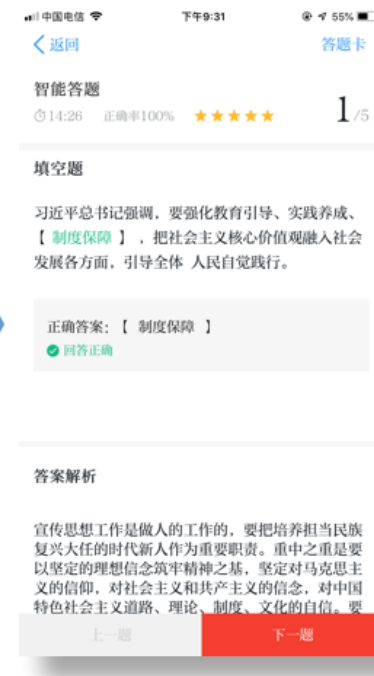 中国电信 下午9:31 55%
返回 答题卡
智能答题
14:26 正确率100% 1/5
填空题
习近平总书记强调，要强化教育引导、实践养成、
【 制度保障 】，把社会主义核心价值观融入社会
发展各方面，引导全体 人民自觉践行。
正确答案：【 制度保障 】
回答正确
答案解析
宣传思想工作是做人的工作的，要把培养担当民族
复兴大任的时代新人作为重要职责。重中之重是要
以坚定的理想信念筑牢精神之基，坚定对马克思主
义的信仰，对社会主义和共产主义的信念，对中国
特色社会主义道路、理论、制度、文化的自信。要
上一题 下一题